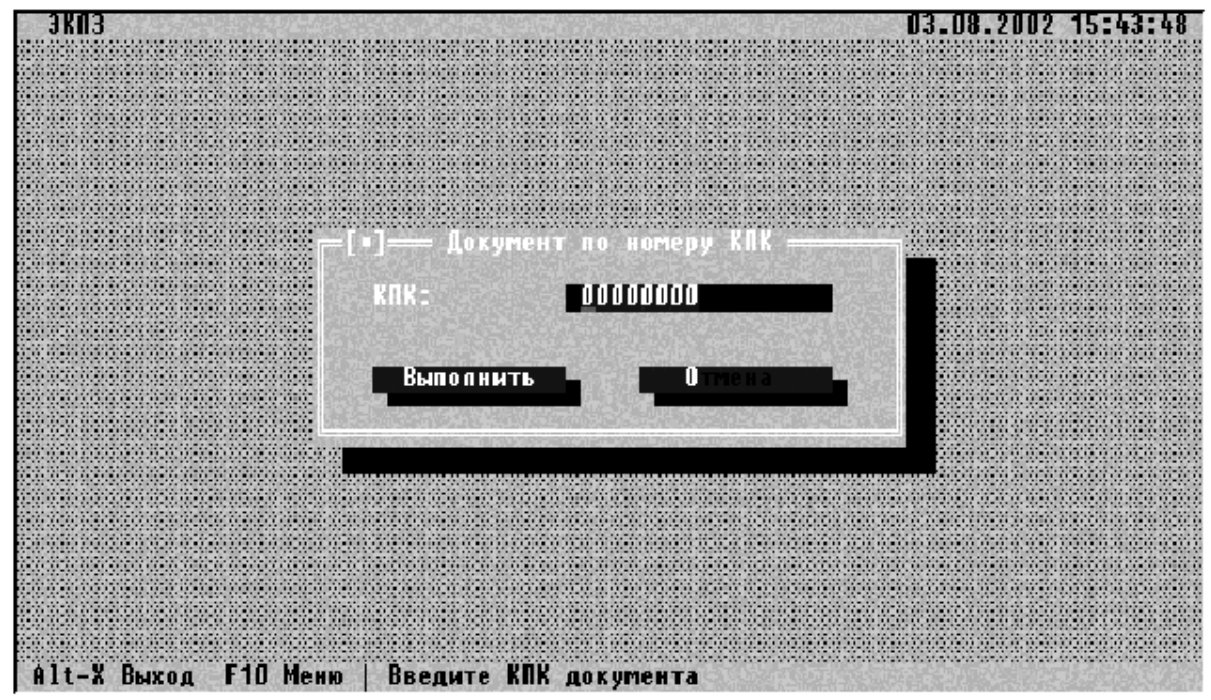 ЭКПЗ 03.08.2002 15:43:48
[▪] Документ по номеру КПК
КПК: 00000000
Выполнить Отмена
Alt-X Выход F10 Меню | Введите КПК документа